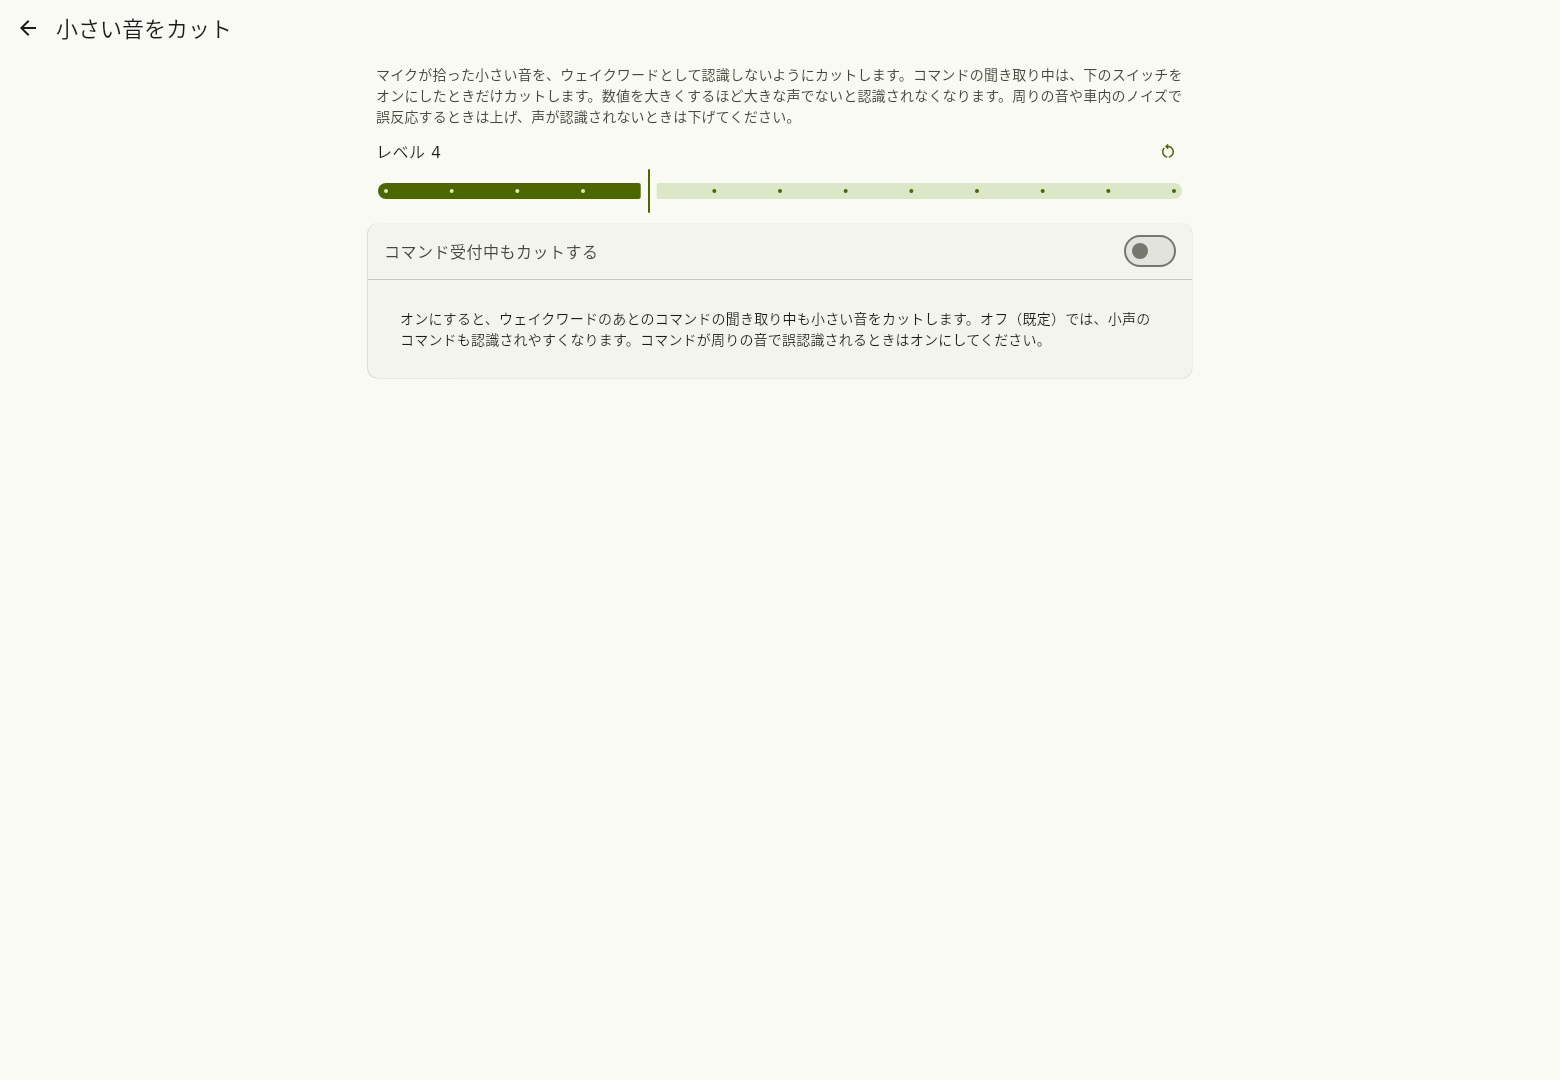 小さい音をカット
マイクが拾った小さい音を、ウェイクワードとして認識しないようにカットします。コマンドの聞き取り中は、下のスイッチを
オンにしたときだけカットします。数値を大きくするほど大きな声でないと認識されなくなります。周りの音や車内のノイズで
誤反応するときは上げ、声が認識されないときは下げてください。
レベル 4
コマンド受付中もカットする
オンにすると、ウェイクワードのあとのコマンドの聞き取り中も小さい音をカットします。オフ（既定）では、小声の
コマンドも認識されやすくなります。コマンドが周りの音で誤認識されるときはオンにしてください。